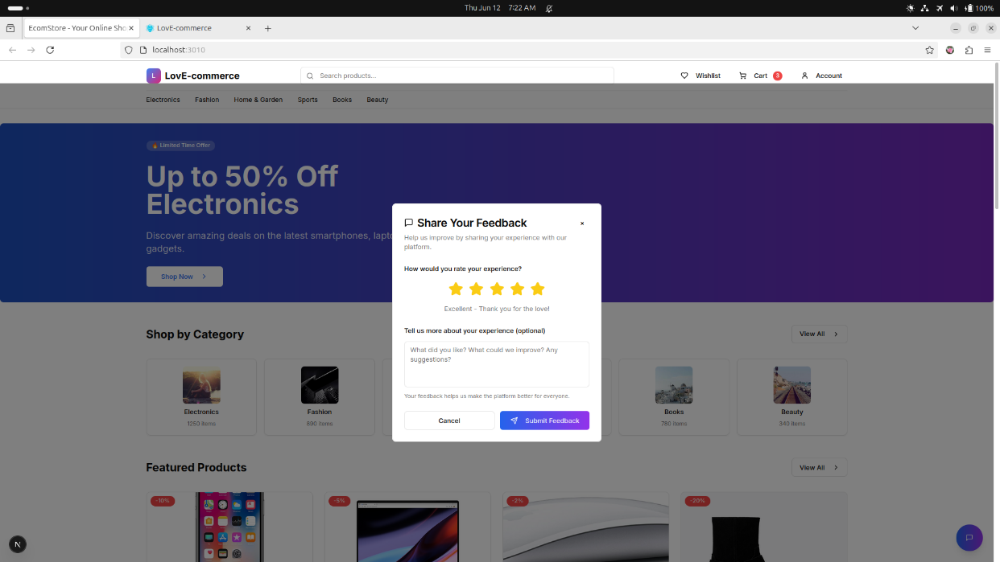 Thu Jun 12 7:22 AM
100%
EcomStore - Your Online Sho
LovE-commerce
localhost:3010
L LovE-commerce
Search products...
Wishlist
Cart 3
Account
Electronics Fashion Home & Garden Sports Books Beauty
🔥 Limited Time Offer
Up to 50% Off
Electronics
Discover amazing deals on the latest smartphones, lapto
gadgets.
Shop Now
Share Your Feedback
Help us improve by sharing your experience with our
platform.
How would you rate your experience?
Excellent - Thank you for the love!
Tell us more about your experience (optional)
What did you like? What could we improve? Any
suggestions?
Your feedback helps us make the platform better for everyone.
Cancel
Submit Feedback
Shop by Category
View All
Electronics
1250 items
Fashion
890 items
Books
780 items
Beauty
340 items
Featured Products
View All
-10%
-5%
-2%
-20%
N